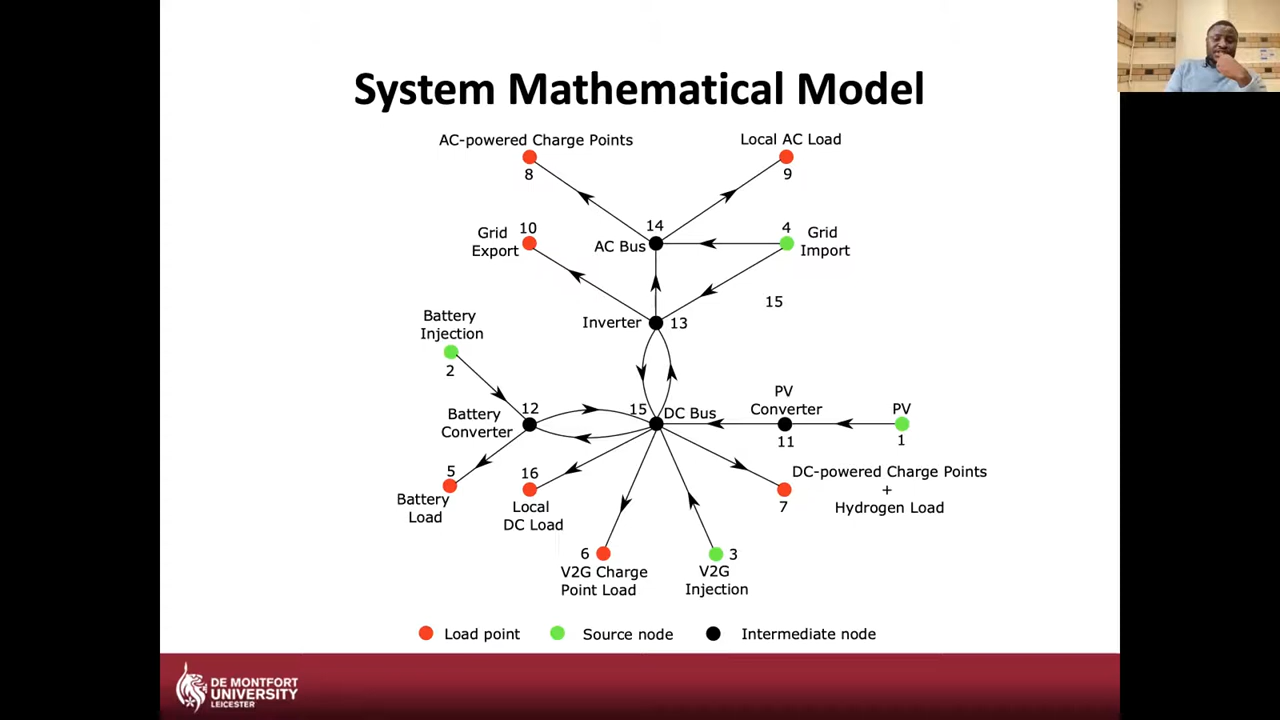 System Mathematical Model
AC-powered Charge Points
Local AC Load
8
9
14
Grid
Export
10
AC Bus
4
Grid
Import
15
Inverter
13
Battery
Injection
2
12
Battery
Converter
15
DC Bus
PV
Converter
11
PV
1
5
Battery
Load
16
Local
DC Load
DC-powered Charge Points
+
Hydrogen Load
7
6
V2G Charge
Point Load
3
V2G
Injection
Load point
Source node
Intermediate node
DE MONTFORT
UNIVERSITY
LEICESTER